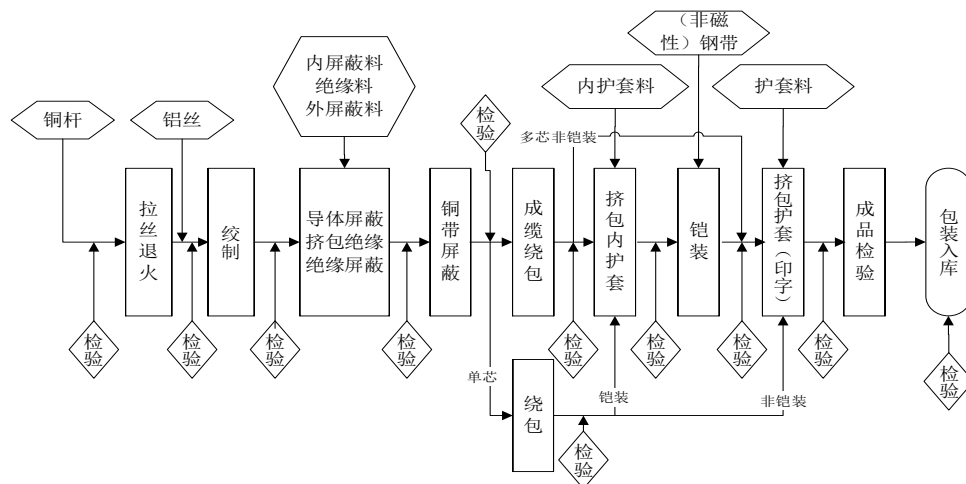 （非磁
性）钢带
内屏蔽料
绝缘料
外屏蔽料
内护套料
护套料
铜杆
铝丝
检验
多芯非铠装
拉丝退火
绞制
导体屏蔽
挤包绝缘
绝缘屏蔽
铜带屏蔽
成缆绕包
挤包内护套
铠装
挤包护套（印字）
成品检验
包装入库
检验
检验
检验
检验
检验
检验
检验
检验
检验
单芯
绕包
铠装
非铠装
检验